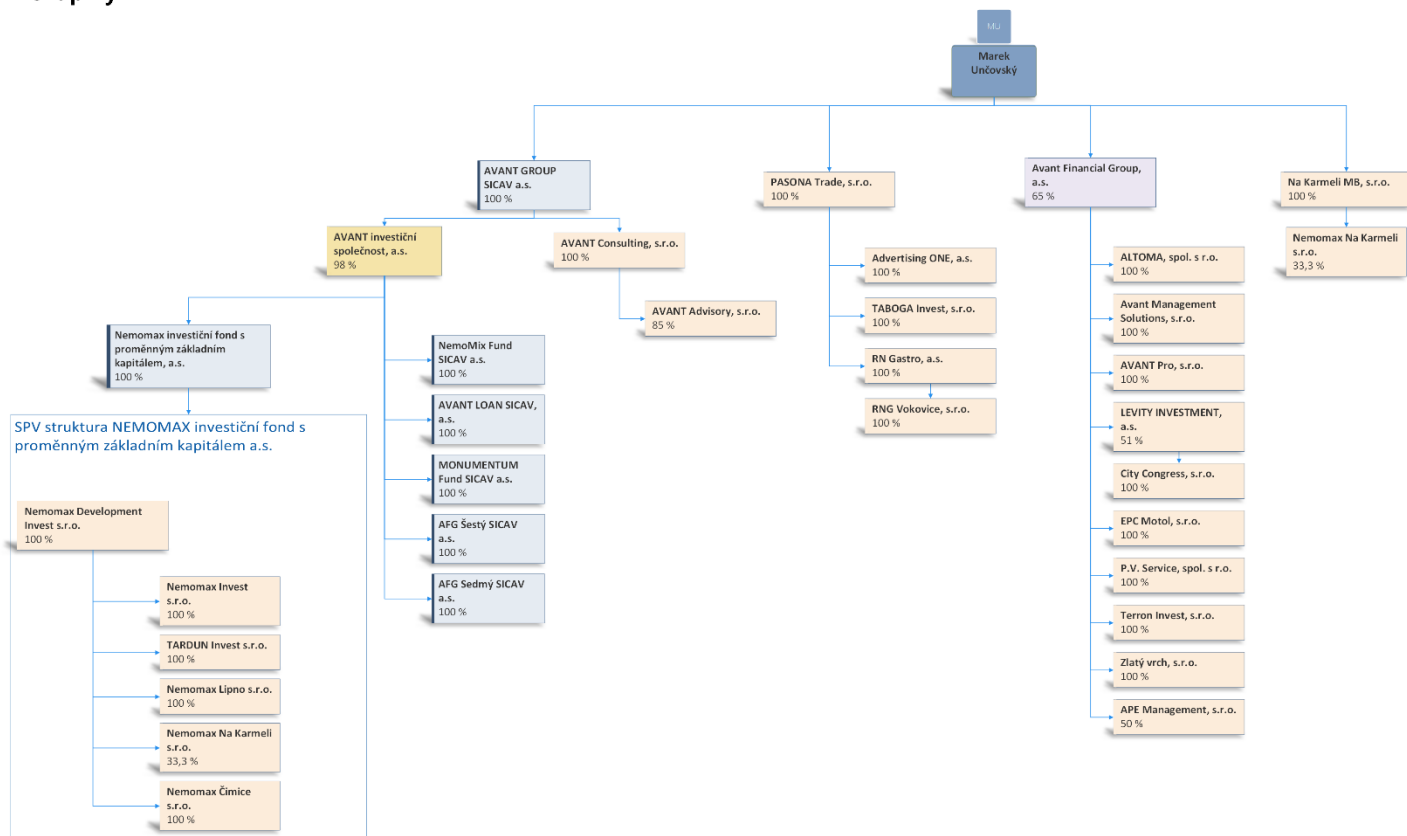 MU
Marek
Unčovský
AVANT GROUP
SICAV a.s.
100 %
PASONA Trade, s.r.o.
100 %
Avant Financial Group,
a.s.
65 %
Na Karmeli MB, s.r.o.
100 %
AVANT investiční
společnost, a.s.
98 %
AVANT Consulting, s.r.o.
100 %
AVANT Advisory, s.r.o.
85 %
Nemomax investiční fond s
proměnným základním
kapitálem, a.s.
100 %
NemoMix Fund
SICAV a.s.
100 %
AVANT LOAN SICAV,
a.s.
100 %
MONUMENTUM
Fund SICAV a.s.
100 %
AFG Šestý SICAV
a.s.
100 %
AFG Sedmý SICAV
a.s.
100 %
SPV struktura NEMOMAX investiční fond s
proměnným základním kapitálem a.s.
Nemomax Development
Invest s.r.o.
100 %
Nemomax Invest
s.r.o.
100 %
TARDUN Invest s.r.o.
100 %
Nemomax Lipno s.r.o.
100 %
Nemomax Na Karmeli
s.r.o.
33,3 %
Nemomax Čimice
s.r.o.
100 %
Advertising ONE, a.s.
100 %
TABOGA Invest, s.r.o.
100 %
RN Gastro, a.s.
100 %
RNG Vokovice, s.r.o.
100 %
ALTOMA, spol. s r.o.
100 %
Avant Management
Solutions, s.r.o.
100 %
AVANT Pro, s.r.o.
100 %
LEVITY INVESTMENT,
a.s.
51 %
City Congress, s.r.o.
100 %
EPC Motol, s.r.o.
100 %
P.V. Service, spol. s r.o.
100 %
Terron Invest, s.r.o.
100 %
Zlatý vrch, s.r.o.
100 %
APE Management, s.r.o.
50 %
Nemomax Na Karmeli
s.r.o.
33,3 %